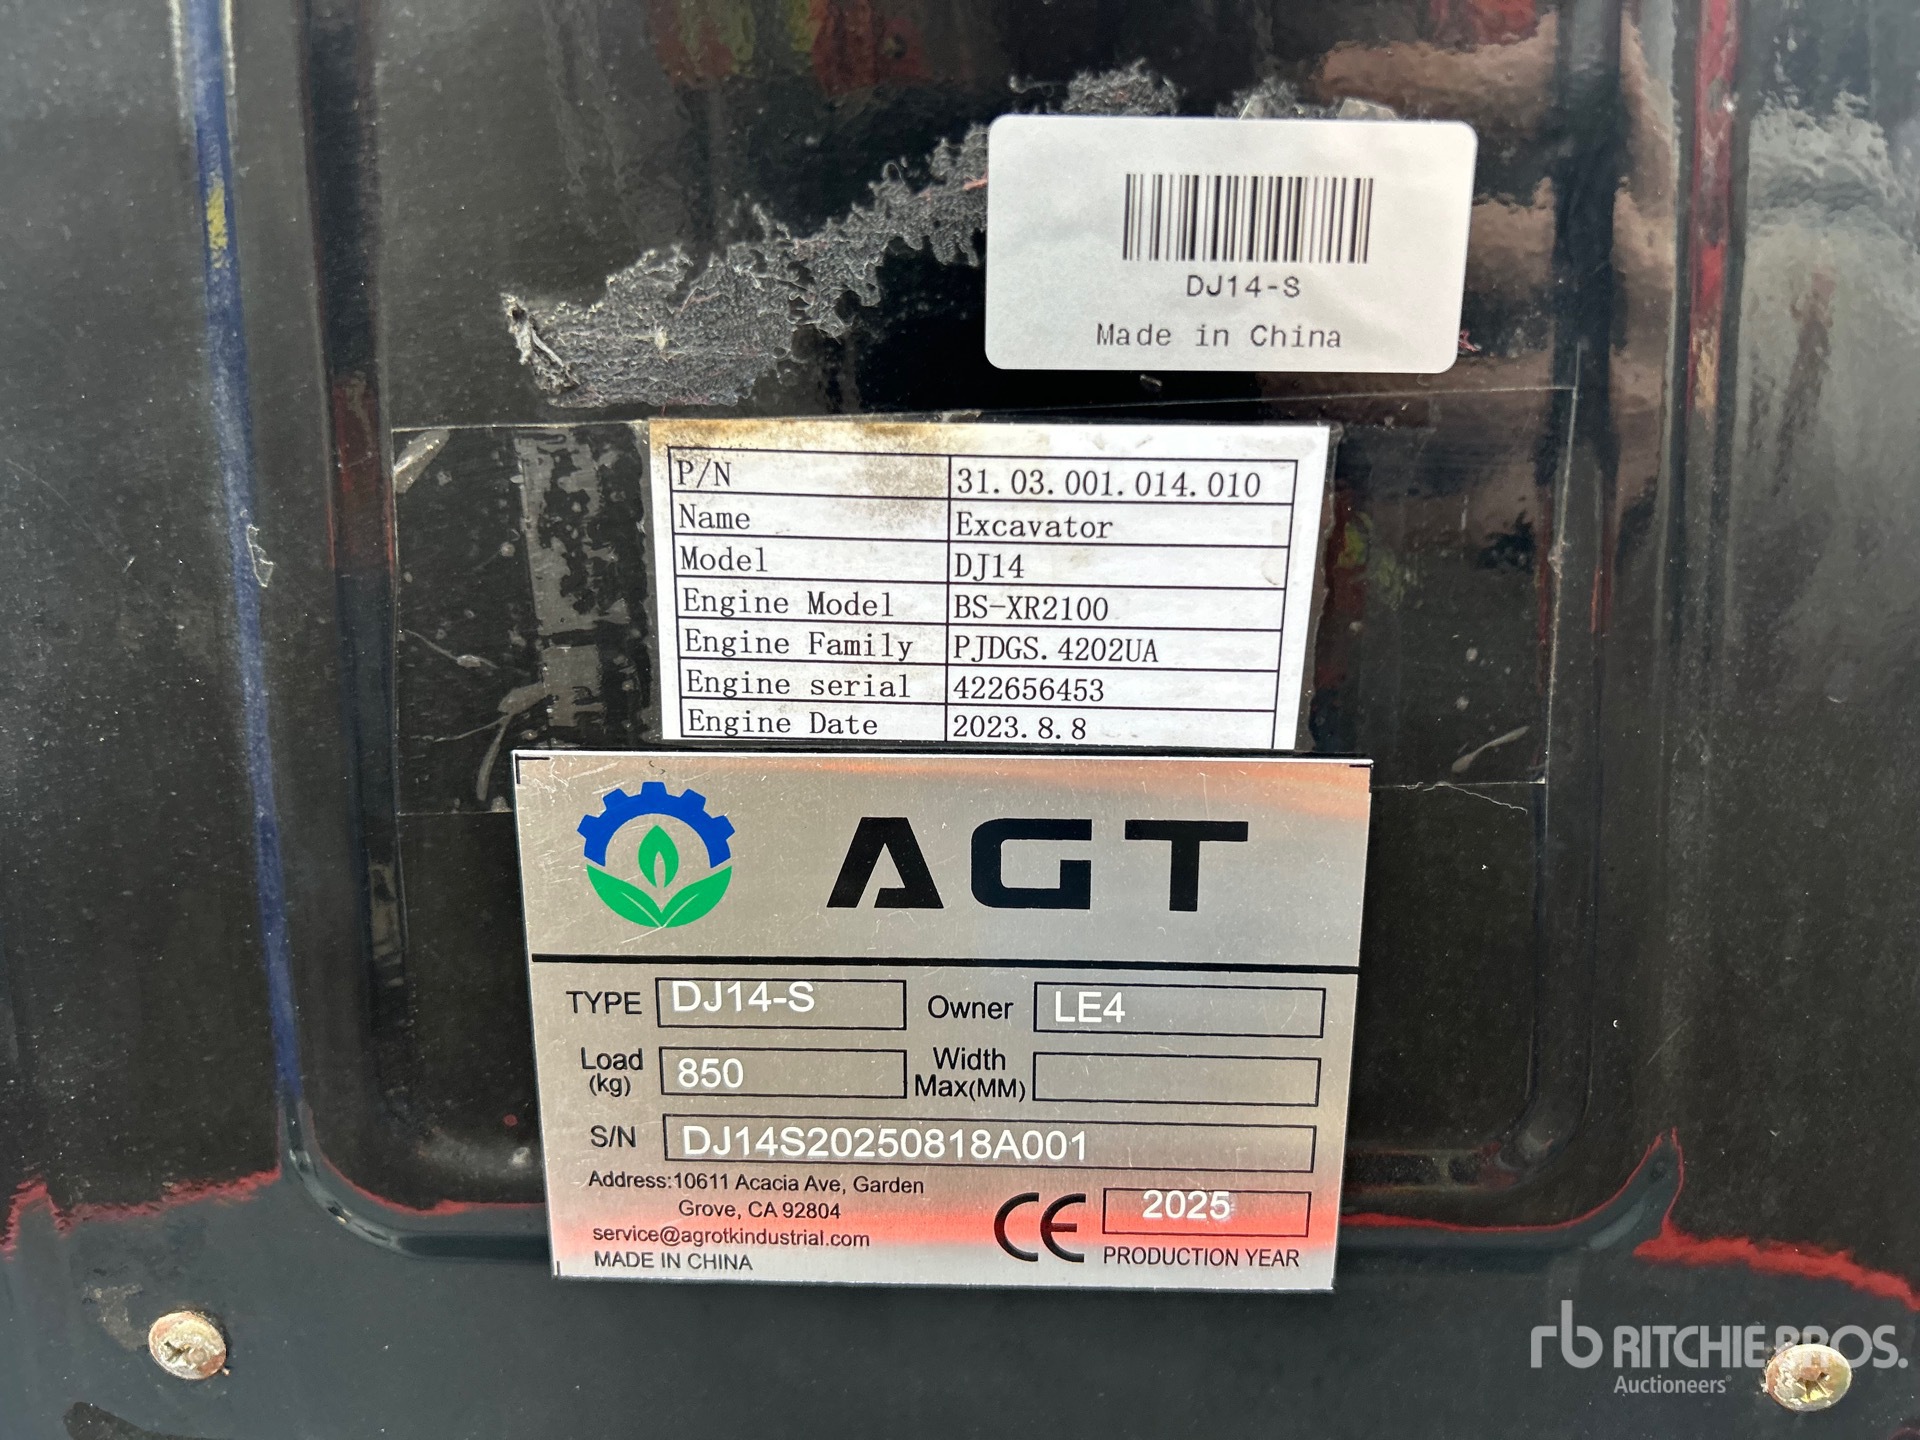 DJ14-S
Made in China
P/N 31.03.001.014.010
Name Excavator
Model DJ14
Engine Model BS-XR2100
Engine Family PJDGS.4202UA
Engine serial 422656453
Engine Date 2023.8.8
AGT
TYPE DJ14-S Owner LE4
Load (kg) 850 Width Max(MM)
S/N DJ14S20250818A001
Address:10611 Acacia Ave, Garden
Grove, CA 92804
service@agrotkindustrial.com
MADE IN CHINA
CE 2025
PRODUCTION YEAR
rb RITCHIE BROS.
Auctioneers